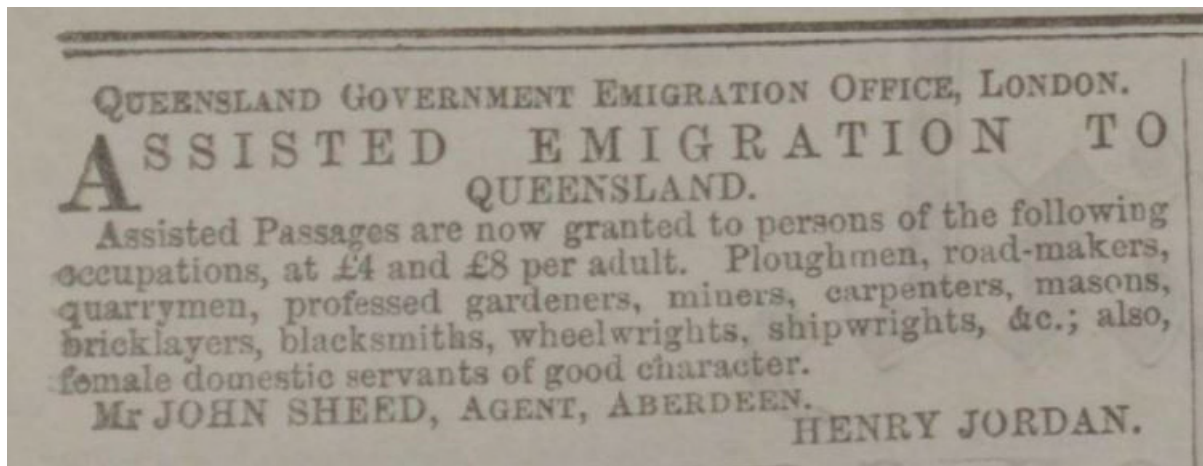 QUEENSLAND GOVERNMENT EMIGRATION OFFICE, LONDON.
ASSISTED EMIGRATION TO
QUEENSLAND.
Assisted Passages are now granted to persons of the following
occupations, at £4 and £8 per adult. Ploughmen, road-makers,
quarrymen, professed gardeners, miners, carpenters, masons,
bricklayers, blacksmiths, wheelwrights, shipwrights, &c.; also,
female domestic servants of good character.
Mr JOHN SHEED, AGENT, ABERDEEN.
HENRY JORDAN.